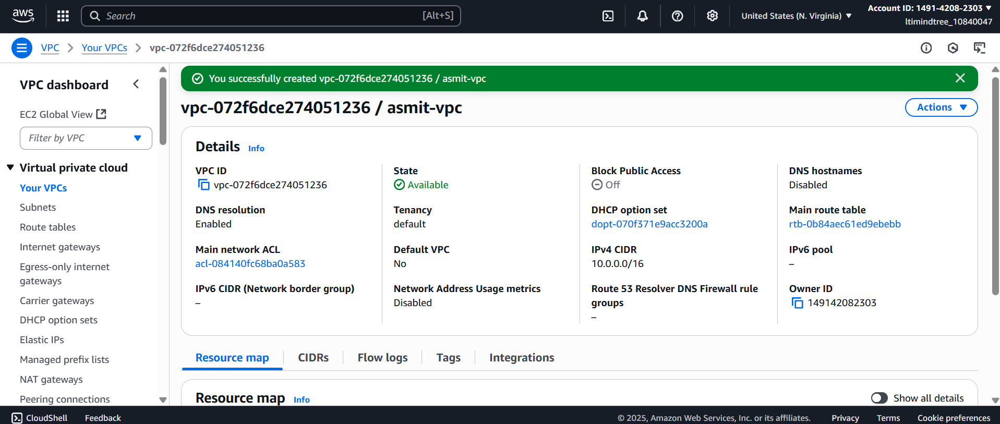 aws
Search
[Alt+S]
United States (N. Virginia)
Account ID: 1491-4208-2303
ltimindtree_10840047
VPC
Your VPCs
vpc-072f6dce274051236
VPC dashboard
EC2 Global View
Filter by VPC
Virtual private cloud
Your VPCs
Subnets
Route tables
Internet gateways
Egress-only internet
gateways
Carrier gateways
DHCP option sets
Elastic IPs
Managed prefix lists
NAT gateways
Peering connections
You successfully created vpc-072f6dce274051236 / asmit-vpc
vpc-072f6dce274051236 / asmit-vpc
Actions
Details Info
VPC ID
vpc-072f6dce274051236
State
Available
Block Public Access
Off
DNS hostnames
Disabled
DNS resolution
Enabled
Tenancy
default
DHCP option set
dopt-070f371e9acc3200a
Main route table
rtb-0b84aec61ed9ebebb
Main network ACL
acl-084140fc68ba0a583
Default VPC
No
IPv4 CIDR
10.0.0.0/16
IPv6 pool
–
IPv6 CIDR (Network border group)
–
Network Address Usage metrics
Disabled
Route 53 Resolver DNS Firewall rule
groups
–
Owner ID
149142082303
Resource map
CIDRs
Flow logs
Tags
Integrations
Resource map Info
Show all details
CloudShell
Feedback
© 2025, Amazon Web Services, Inc. or its affiliates.
Privacy
Terms
Cookie preferences